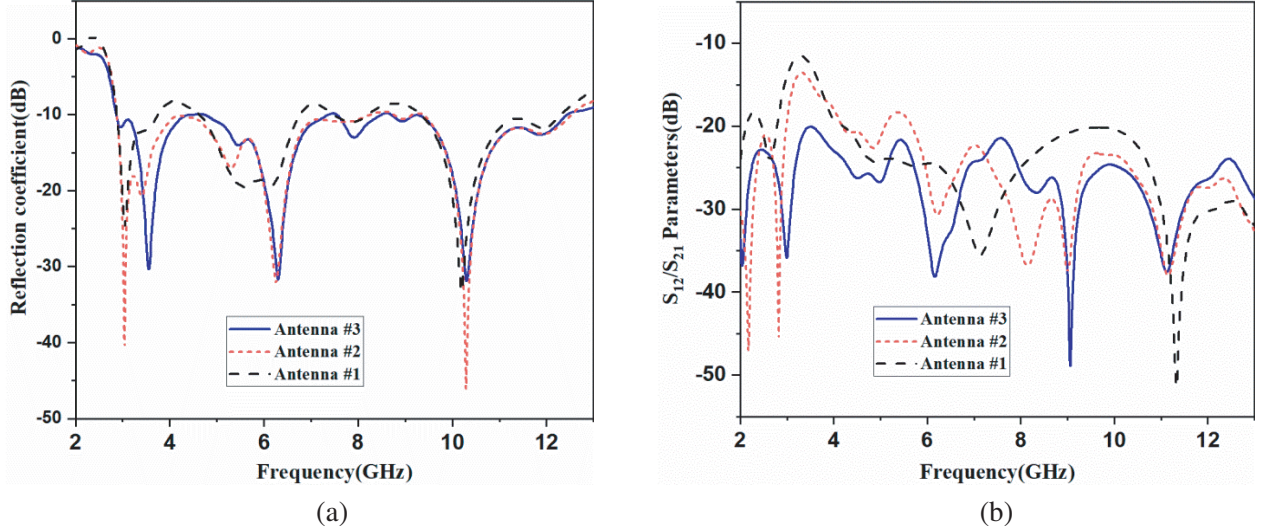 0
-10
-20
-30
-40
-50
2
4
6
8
10
12
Reflection coefficient(dB)
Frequency(GHz)
Antenna #3
Antenna #2
Antenna #1
(a)
-10
-20
-30
-40
-50
2
4
6
8
10
12
S12/S21 Parameters(dB)
Frequency(GHz)
Antenna #3
Antenna #2
Antenna #1
(b)